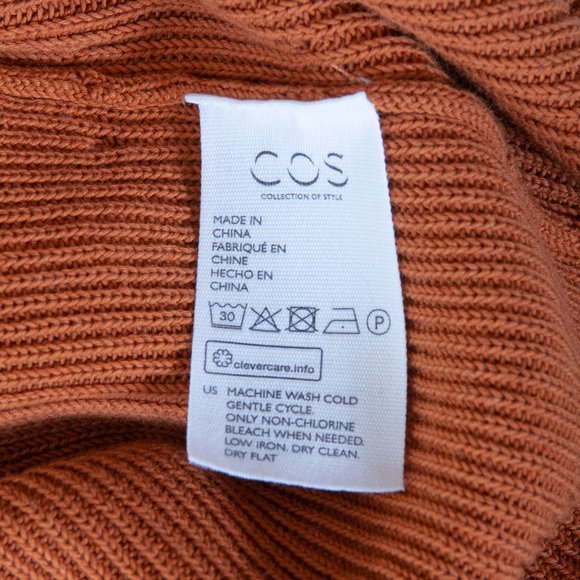 COS
COLLECTION OF STYLE
MADE IN
CHINA
FABRIQUÉ EN
CHINE
HECHO EN
CHINA
30 P
clevercare.info
US MACHINE WASH COLD
GENTLE CYCLE.
ONLY NON-CHLORINE
BLEACH WHEN NEEDED.
LOW IRON. DRY CLEAN.
DRY FLAT